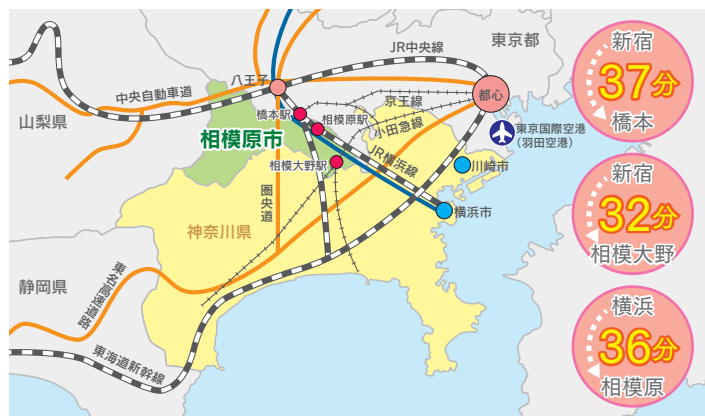 JR中央線
東京都
八王子
中央自動車道
山梨県
橋本駅
相模原駅
京王線
都心
小田急線
相模原市
相模大野駅
JR横浜線
東京国際空港
(羽田空港)
川崎市
圏央道
横浜市
神奈川県
静岡県
東名高速道路
東海道新幹線
新宿
37分
橋本
新宿
32分
相模大野
横浜
36分
相模原